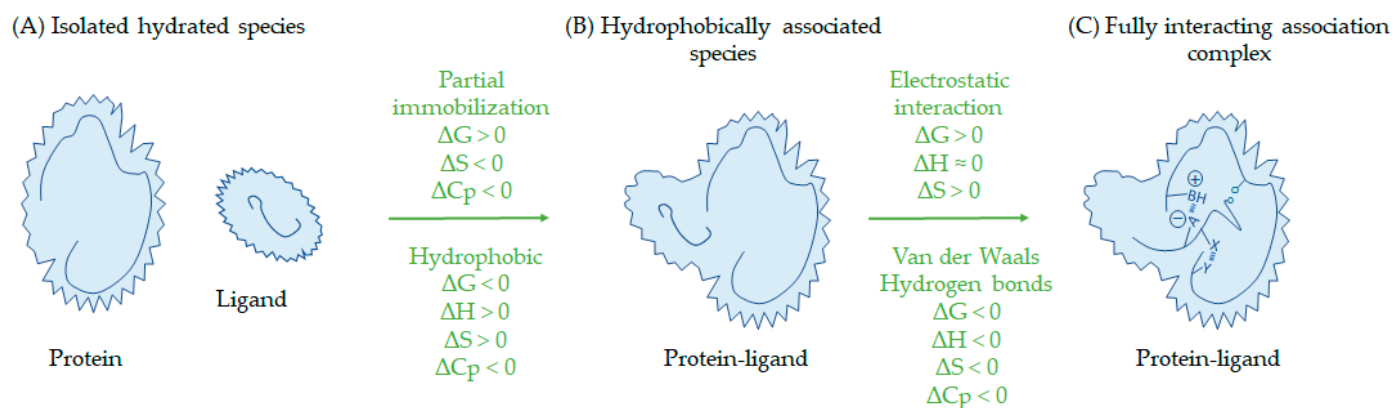 (A) Isolated hydrated species
(B) Hydrophobically associated
species
(C) Fully interacting association
complex
Partial
immobilization
ΔG > 0
ΔS < 0
ΔCp < 0
Hydrophobic
ΔG < 0
ΔH > 0
ΔS > 0
ΔCp < 0
Electrostatic
interaction
ΔG > 0
ΔH ≈ 0
ΔS > 0
Van der Waals
Hydrogen bonds
ΔG < 0
ΔH < 0
ΔS < 0
ΔCp < 0
Ligand
Protein
Protein-ligand
+
BH
−
A
X
Y
Protein-ligand